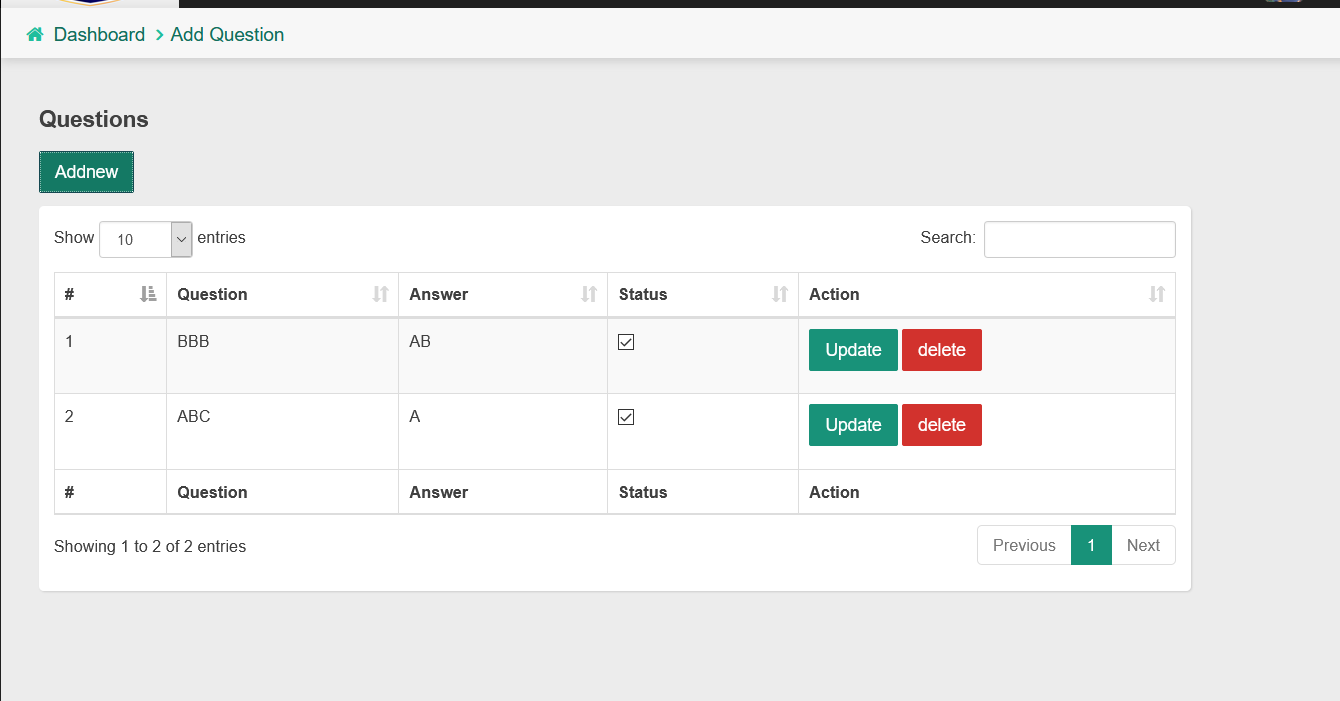 Dashboard > Add Question
Questions
Addnew
Show 10 entries Search:
# Question Answer Status Action
1 BBB AB Update delete
2 ABC A Update delete
# Question Answer Status Action
Showing 1 to 2 of 2 entries Previous 1 Next